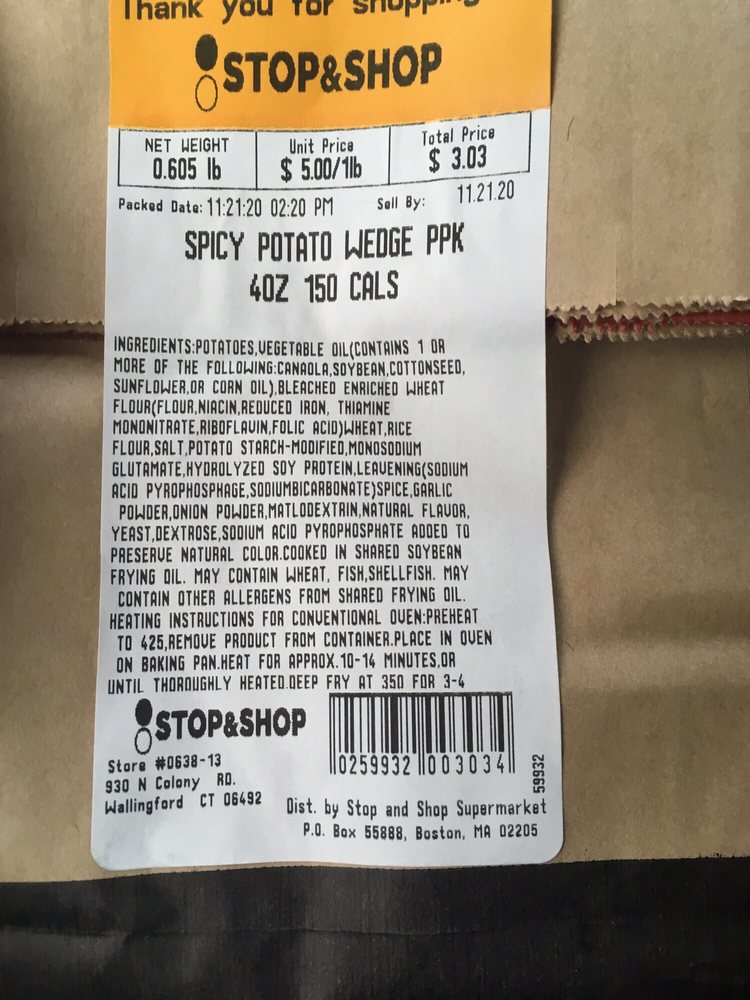 Thank you for shopping
STOP&SHOP
NET WEIGHT Unit Price Total Price
0.605 lb $ 5.00/1lb $ 3.03
Packed Date: 11:21:20 02:20 PM Sell By: 11.21.20
SPICY POTATO WEDGE PPK
4OZ 150 CALS
INGREDIENTS:POTATOES,VEGETABLE OIL(CONTAINS 1 OR
MORE OF THE FOLLOWING:CANAOLA,SOYBEAN,COTTONSEED,
SUNFLOWER,OR CORN OIL),BLEACHED ENRICHED WHEAT
FLOUR(FLOUR,NIACIN,REDUCED IRON, THIAMINE
MONONITRATE,RIBOFLAVIN,FOLIC ACID)WHEAT,RICE
FLOUR,SALT,POTATO STARCH-MODIFIED,MONOSODIUM
GLUTAMATE,HYDROLYZED SOY PROTEIN,LEAVENING(SODIUM
ACID PYROPHOSPHAGE,SODIUMBICARBONATE)SPICE,GARLIC
POWDER,ONION POWDER,MATLODEXTRIN,NATURAL FLAVOR,
YEAST,DEXTROSE,SODIUM ACID PYROPHOSPHATE ADDED TO
PRESERVE NATURAL COLOR.COOKED IN SHARED SOYBEAN
FRYING OIL. MAY CONTAIN WHEAT, FISH,SHELLFISH. MAY
CONTAIN OTHER ALLERGENS FROM SHARED FRYING OIL.
HEATING INSTRUCTIONS FOR CONVENTIONAL OVEN:PREHEAT
TO 425,REMOVE PRODUCT FROM CONTAINER.PLACE IN OVEN
ON BAKING PAN.HEAT FOR APPROX.10-14 MINUTES,OR
UNTIL THOROUGHLY HEATED.DEEP FRY AT 350 FOR 3-4
STOP&SHOP
Store #0638-13
930 N Colony RD.
Wallingford CT 06492
0259932 003034
59932
Dist. by Stop and Shop Supermarket
P.O. Box 55888, Boston, MA 02205